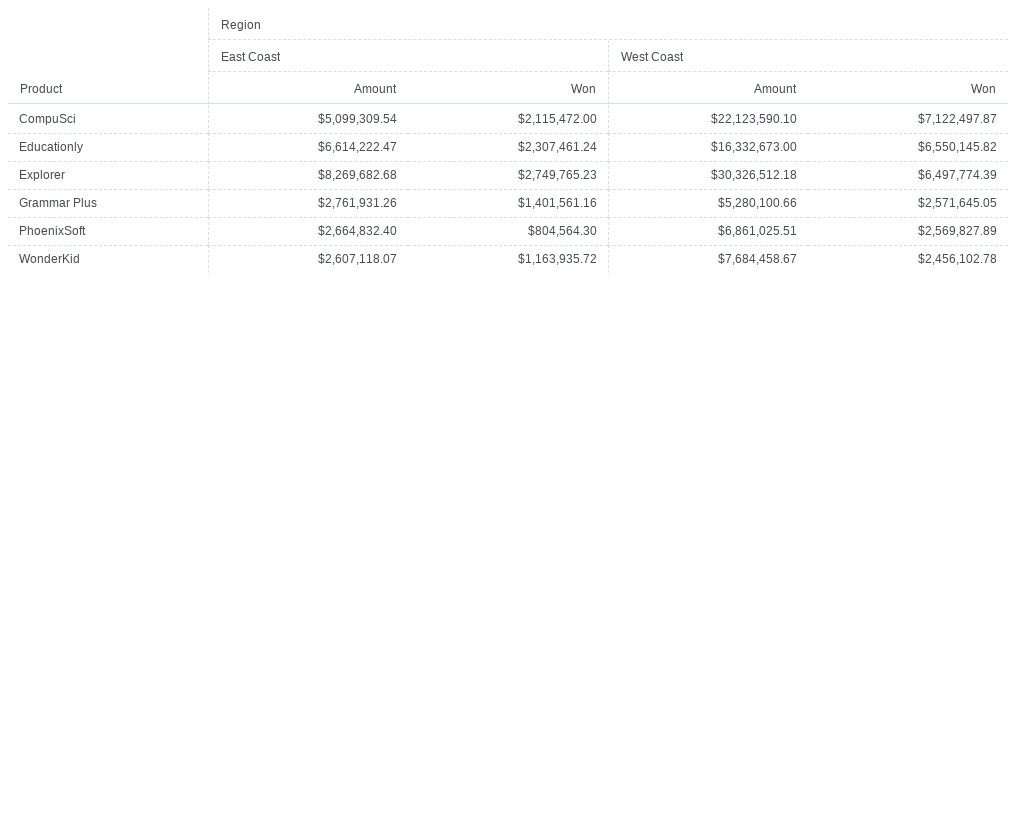 Region
East Coast West Coast
Product Amount Won Amount Won
CompuSci $5,099,309.54 $2,115,472.00 $22,123,590.10 $7,122,497.87
Educationly $6,614,222.47 $2,307,461.24 $16,332,673.00 $6,550,145.82
Explorer $8,269,682.68 $2,749,765.23 $30,326,512.18 $6,497,774.39
Grammar Plus $2,761,931.26 $1,401,561.16 $5,280,100.66 $2,571,645.05
PhoenixSoft $2,664,832.40 $804,564.30 $6,861,025.51 $2,569,827.89
WonderKid $2,607,118.07 $1,163,935.72 $7,684,458.67 $2,456,102.78